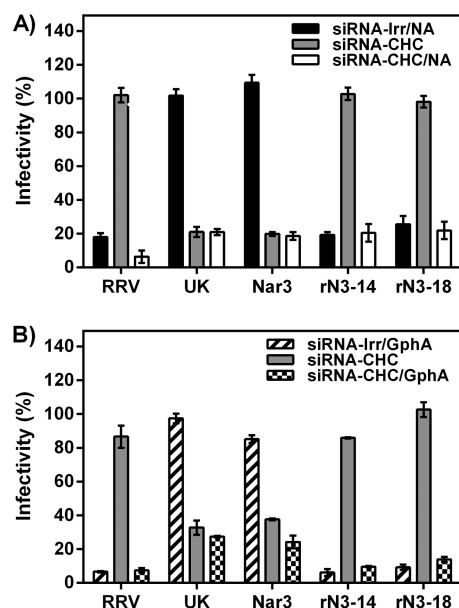 A)
siRNA-Irr/NA
siRNA-CHC
siRNA-CHC/NA
Infectivity (%)
140
120
100
80
60
40
20
0
RRV UK Nar3 rN3-14 rN3-18
B)
siRNA-Irr/GphA
siRNA-CHC
siRNA-CHC/GphA
Infectivity (%)
140
120
100
80
60
40
20
0
RRV UK Nar3 rN3-14 rN3-18